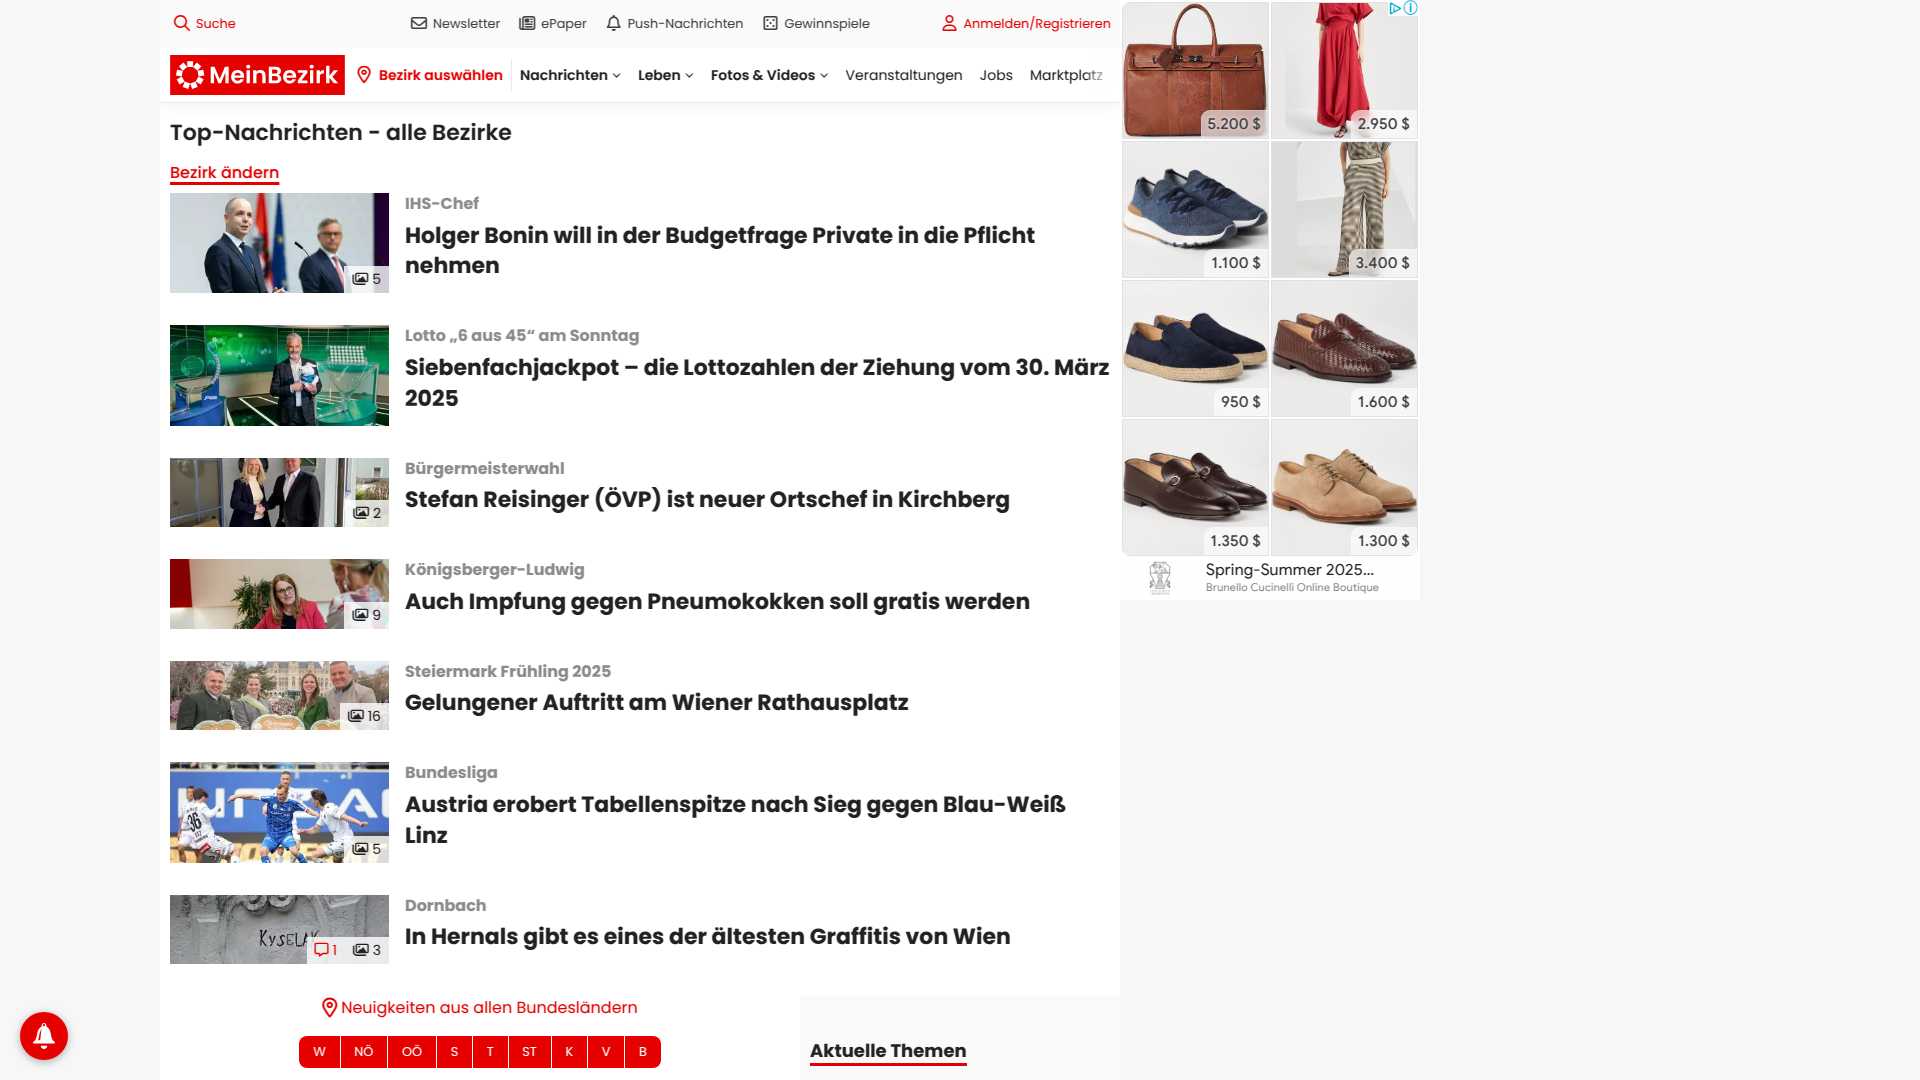 Suche
Newsletter
ePaper
Push-Nachrichten
Gewinnspiele
Anmelden/Registrieren
MeinBezirk
Bezirk auswählen
Nachrichten
Leben
Fotos & Videos
Veranstaltungen
Jobs
Marktplatz
Top-Nachrichten - alle Bezirke
Bezirk ändern
5
IHS-Chef
Holger Bonin will in der Budgetfrage Private in die Pflicht
nehmen
Lotto „6 aus 45“ am Sonntag
Siebenfachjackpot – die Lottozahlen der Ziehung vom 30. März
2025
2
Bürgermeisterwahl
Stefan Reisinger (ÖVP) ist neuer Ortschef in Kirchberg
9
Königsberger-Ludwig
Auch Impfung gegen Pneumokokken soll gratis werden
16
Steiermark Frühling 2025
Gelungener Auftritt am Wiener Rathausplatz
36
5
Bundesliga
Austria erobert Tabellenspitze nach Sieg gegen Blau-Weiß
Linz
KYSELAK
1
3
Dornbach
In Hernals gibt es eines der ältesten Graffitis von Wien
Neuigkeiten aus allen Bundesländern
W
NÖ
OÖ
S
T
ST
K
V
B
Aktuelle Themen
5.200 $
2.950 $
1.100 $
3.400 $
950 $
1.600 $
1.350 $
1.300 $
Spring-Summer 2025...
Brunello Cucinelli Online Boutique